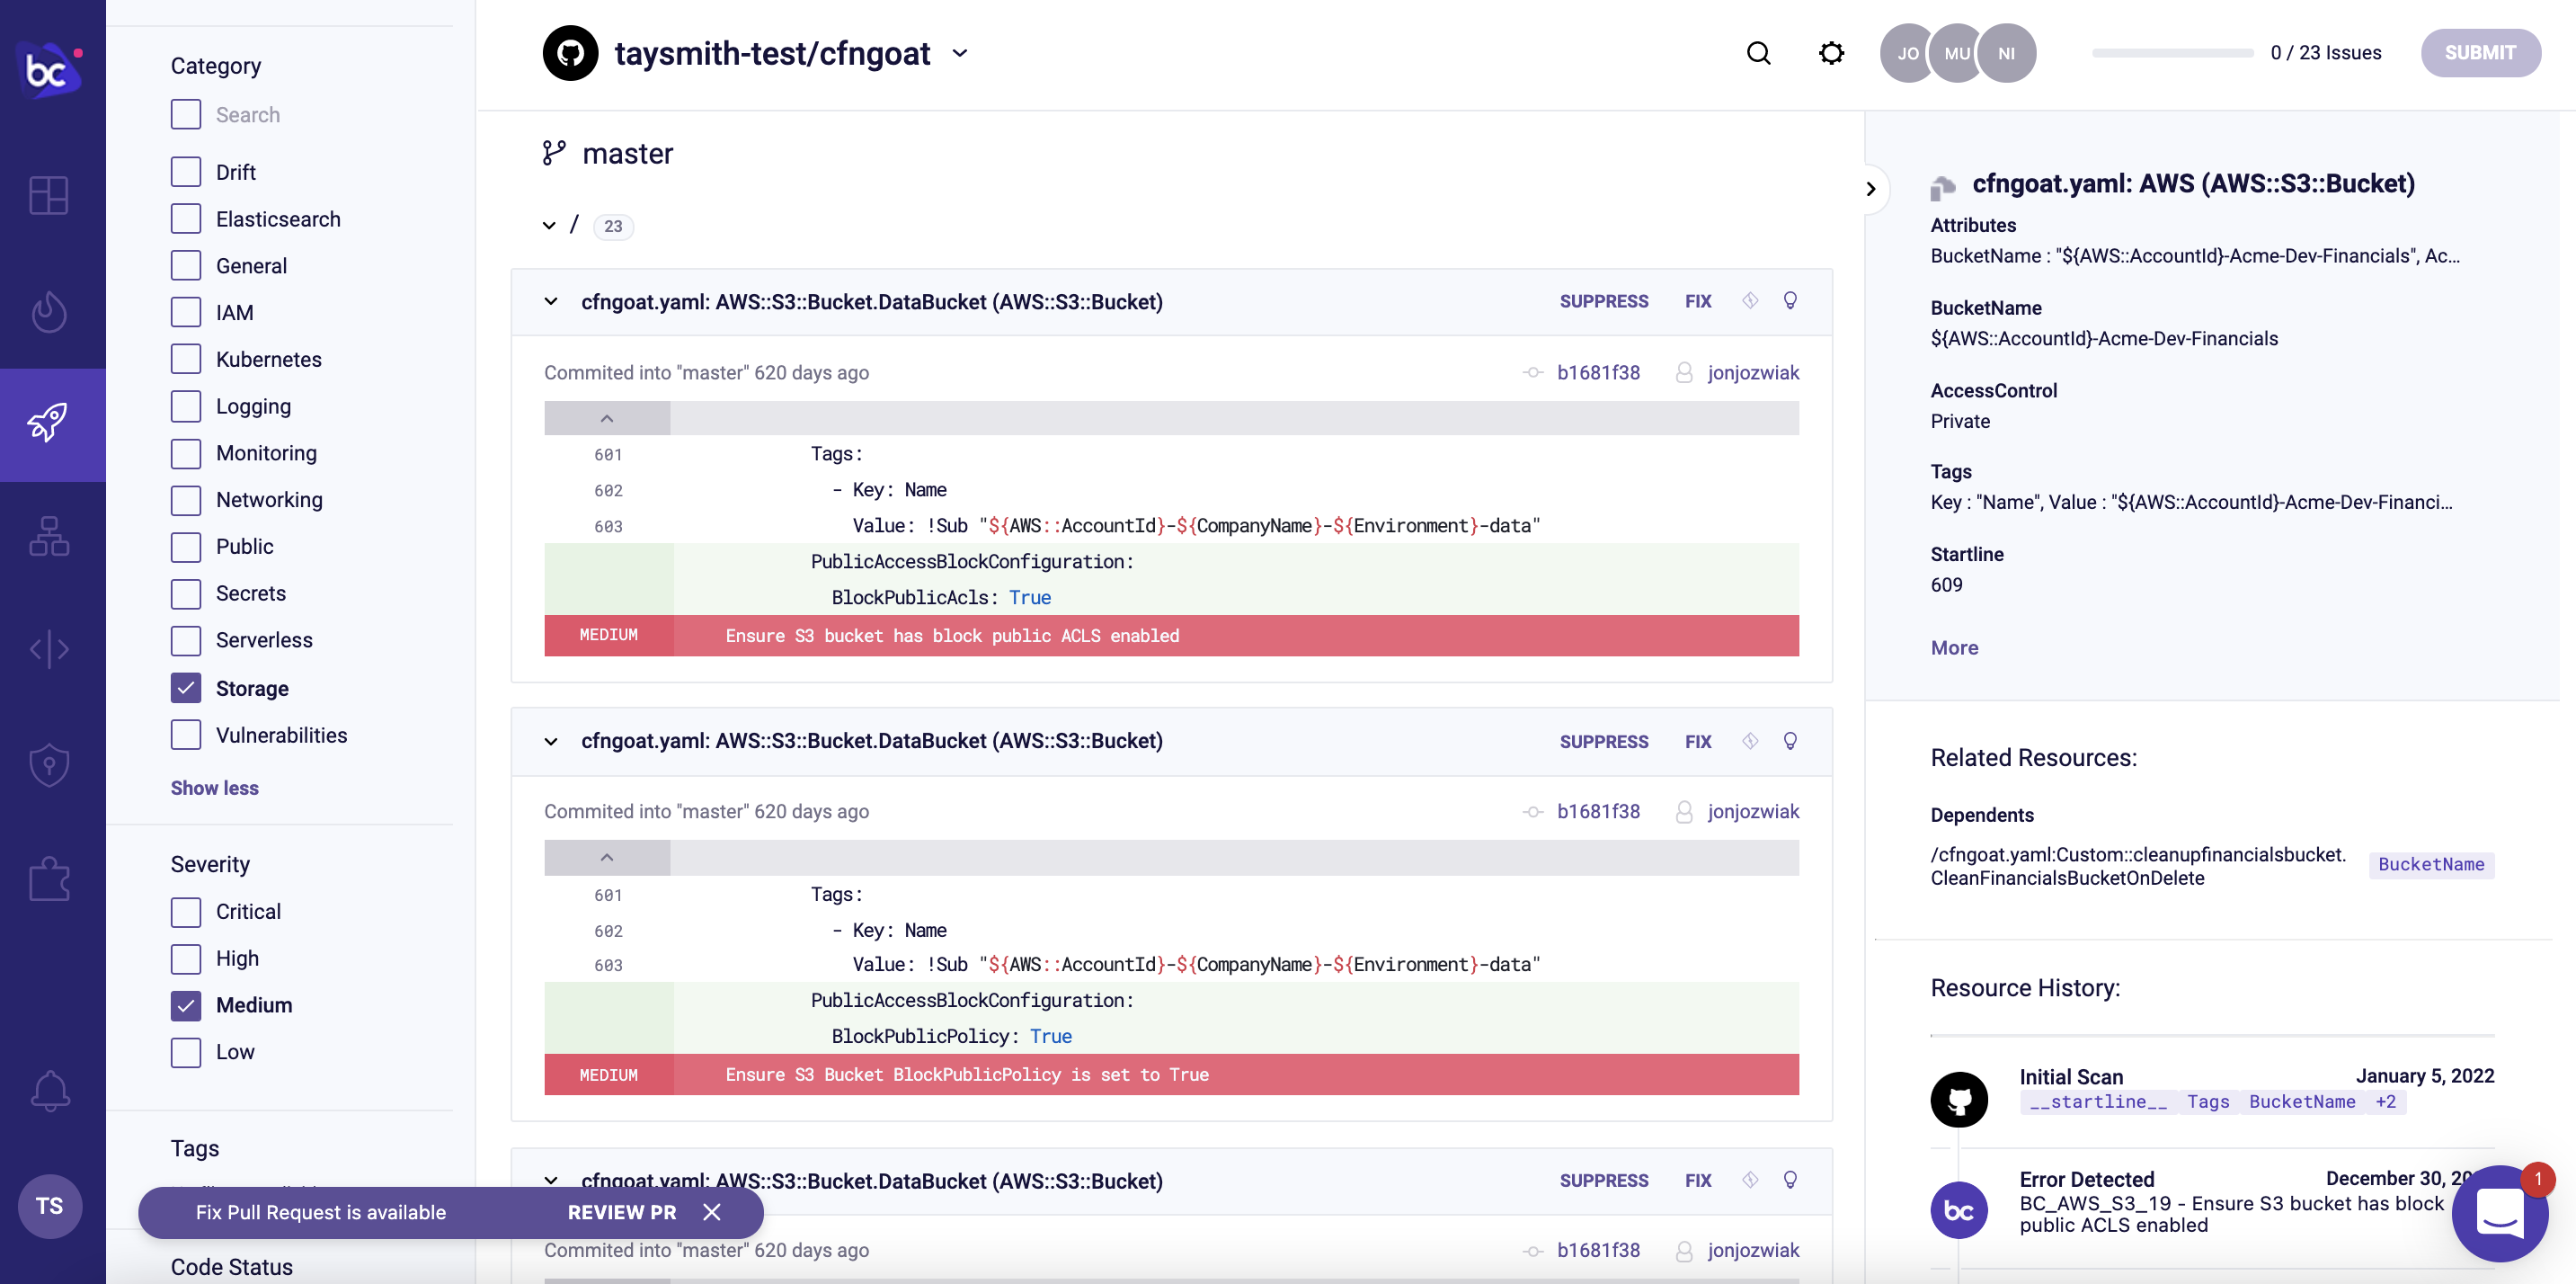 bc
Category
Search
Drift
Elasticsearch
General
IAM
Kubernetes
Logging
Monitoring
Networking
Public
Secrets
Serverless
Storage
Vulnerabilities
Show less
Severity
Critical
High
Medium
Low
Tags
Code Status
TS
Fix Pull Request is available REVIEW PR
taysmith-test/cfngoat
JO MU NI
0 / 23 Issues
SUBMIT
master
/ 23
cfngoat.yaml: AWS::S3::Bucket.DataBucket (AWS::S3::Bucket) SUPPRESS FIX
Commited into "master" 620 days ago b1681f38 jonjozwiak
601 Tags:
602 - Key: Name
603 Value: !Sub "${AWS::AccountId}-${CompanyName}-${Environment}-data"
PublicAccessBlockConfiguration:
BlockPublicAcls: True
MEDIUM Ensure S3 bucket has block public ACLS enabled
cfngoat.yaml: AWS::S3::Bucket.DataBucket (AWS::S3::Bucket) SUPPRESS FIX
Commited into "master" 620 days ago b1681f38 jonjozwiak
601 Tags:
602 - Key: Name
603 Value: !Sub "${AWS::AccountId}-${CompanyName}-${Environment}-data"
PublicAccessBlockConfiguration:
BlockPublicPolicy: True
MEDIUM Ensure S3 Bucket BlockPublicPolicy is set to True
cfngoat.yaml: AWS::S3::Bucket.DataBucket (AWS::S3::Bucket) SUPPRESS FIX
Commited into "master" 620 days ago b1681f38 jonjozwiak
cfngoat.yaml: AWS (AWS::S3::Bucket)
Attributes
BucketName : "${AWS::AccountId}-Acme-Dev-Financials", Ac...
BucketName
${AWS::AccountId}-Acme-Dev-Financials
AccessControl
Private
Tags
Key : "Name", Value : "${AWS::AccountId}-Acme-Dev-Financi...
Startline
609
More
Related Resources:
Dependents
/cfngoat.yaml:Custom::cleanupfinancialsbucket.
CleanFinancialsBucketOnDelete BucketName
Resource History:
Initial Scan January 5, 2022
__startline__ Tags BucketName +2
Error Detected December 30,
bc
BC_AWS_S3_19 - Ensure S3 bucket has block
public ACLS enabled
1